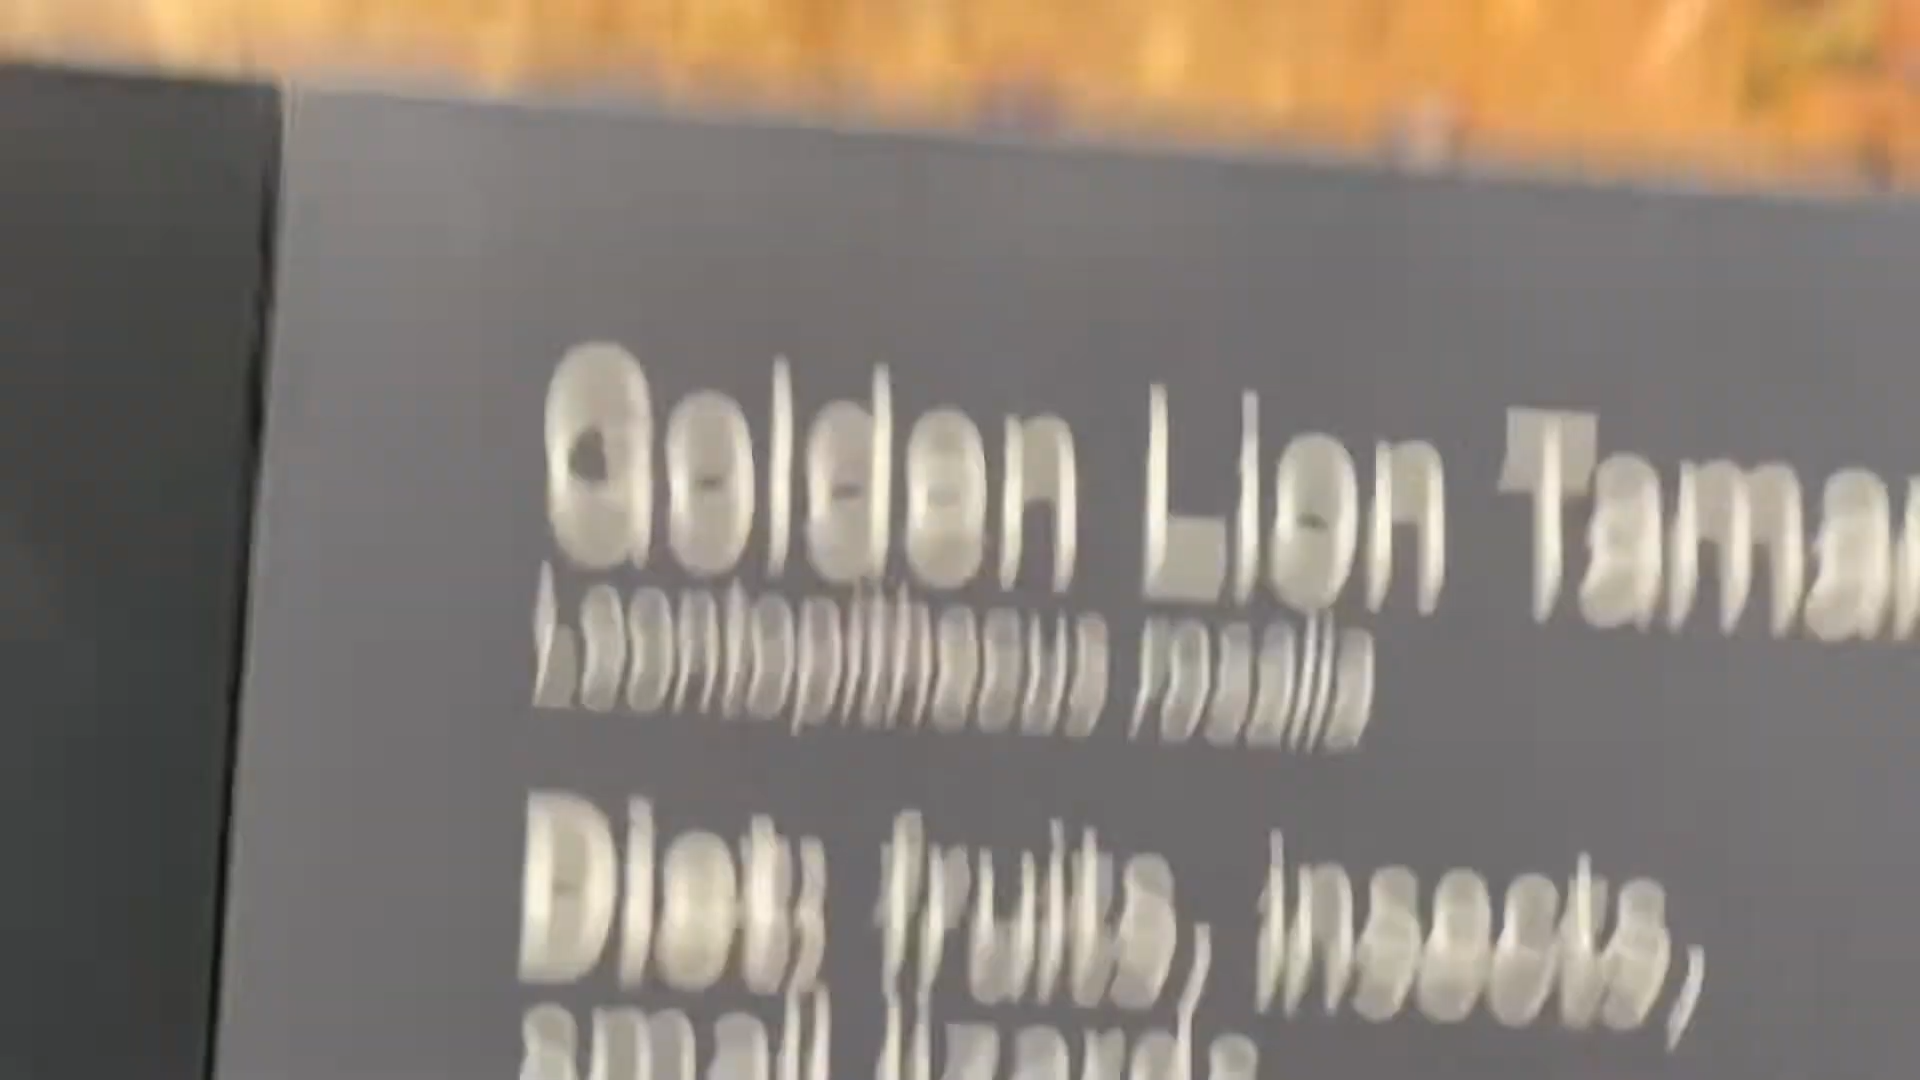 Golden Lion Tamar
Leontopithecus rosalia
Diet: fruits, insects,
small lizards